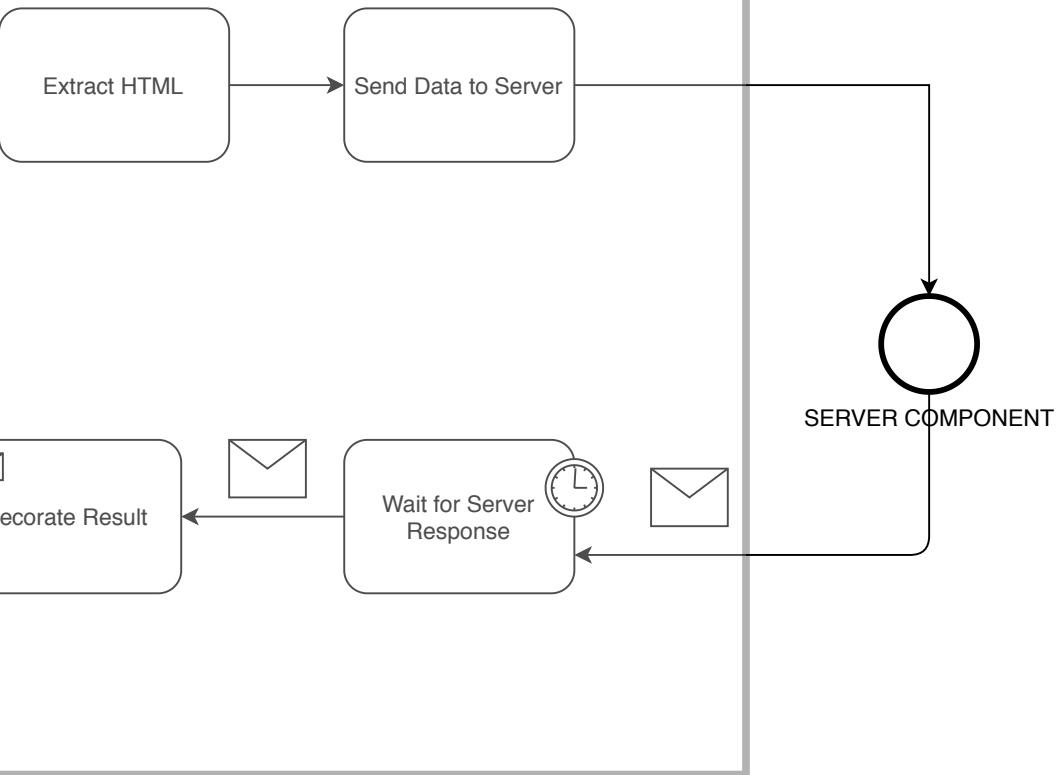 Extract HTML
Send Data to Server
SERVER COMPONENT
Wait for Server
Response
ecorate Result